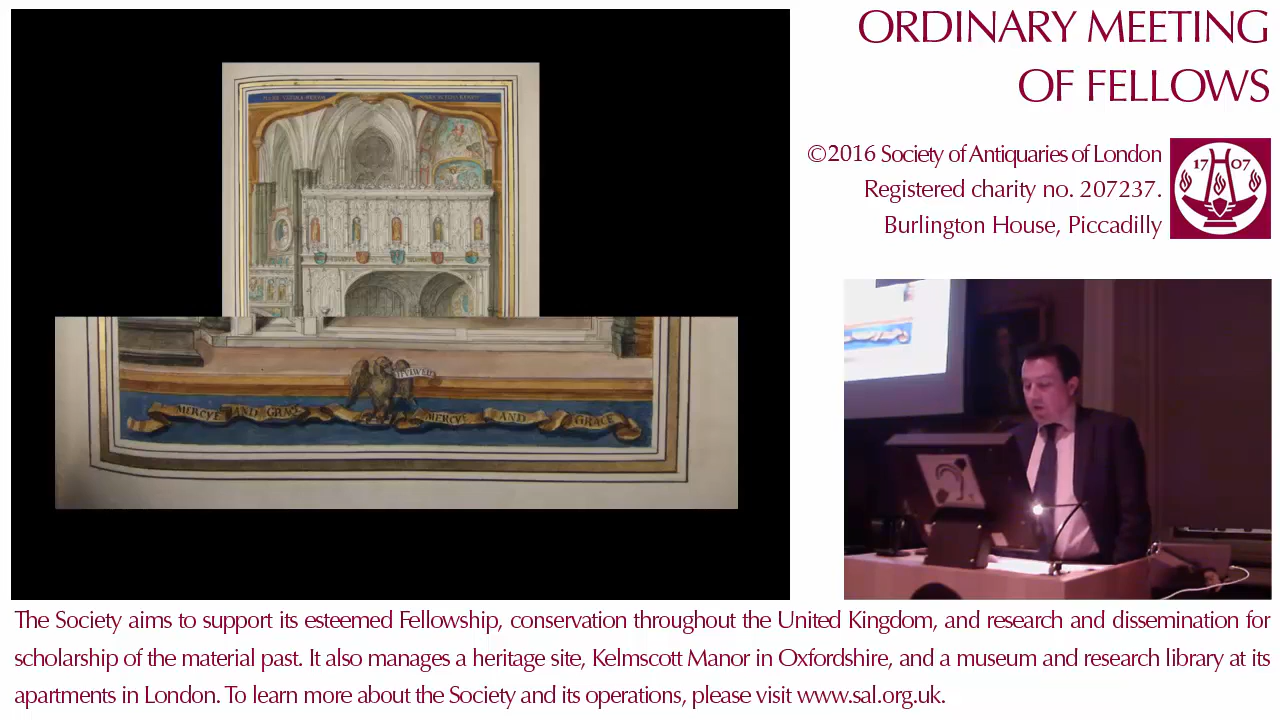 ORDINARY MEETING
OF FELLOWS
©2016 Society of Antiquaries of London
Registered charity no. 207237.
Burlington House, Piccadilly
17 07
MERCYE AND GRACE
MERCYE AND GRACE
The Society aims to support its esteemed Fellowship, conservation throughout the United Kingdom, and research and dissemination for
scholarship of the material past. It also manages a heritage site, Kelmscott Manor in Oxfordshire, and a museum and research library at its
apartments in London. To learn more about the Society and its operations, please visit www.sal.org.uk.